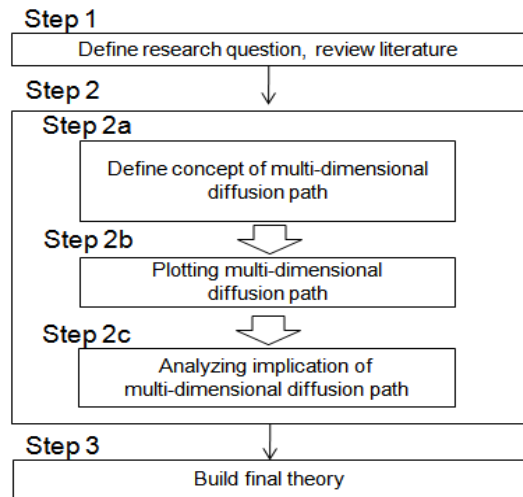 Step 1
Define research question, review literature
Step 2
Step 2a
Define concept of multi-dimensional
diffusion path
Step 2b
Plotting multi-dimensional
diffusion path
Step 2c
Analyzing implication of
multi-dimensional diffusion path
Step 3
Build final theory